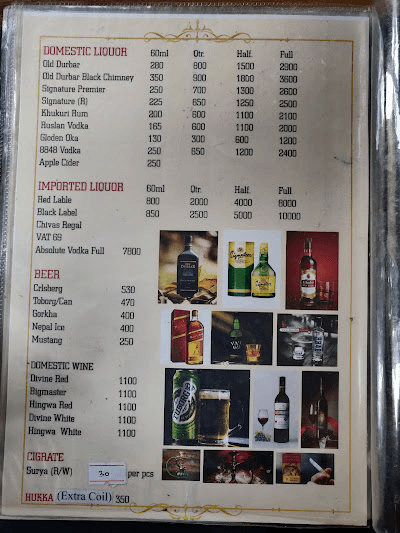 DOMESTIC LIQUOR 60ml Qtr. Half. Full
Old Durbar 280 800 1500 2900
Old Durbar Black Chimney 350 900 1800 3600
Signature Premier 250 700 1300 2600
Signature (R) 225 650 1250 2500
Khukuri Rum 200 600 1100 2100
Ruslan Vodka 165 600 1100 2000
Gloden Oka 130 300 600 1200
8848 Vodka 250 650 1200 2400
Apple Cider 250
IMPORTED LIQUOR 60ml Qtr. Half. Full
Red Lable 800 2000 4000 8000
Black Label 850 2500 5000 10000
Chivas Regal
VAT 69
Absolute Vodka Full 7800
BEER
Crlsberg 530
Toborg/Can 470
Gorkha 400
Nepal Ice 400
Mustang 250
DOMESTIC WINE
Divine Red 1100
Bigmaster 1100
Hingwa Red 1100
Divine White 1100
Hingwa White 1100
CIGRATE
Surya (R/W) 30 per pcs
HUKKA (Extra Coil) 350
Signature
VAT
TUBORG